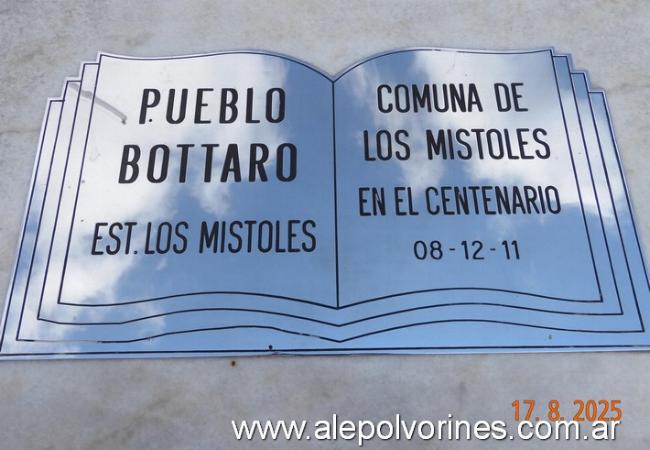 PUEBLO
BOTTARO
EST. LOS MISTOLES
COMUNA DE
LOS MISTOLES
EN EL CENTENARIO
08-12-11
17. 8. 2025
www.alepolvorines.com.ar